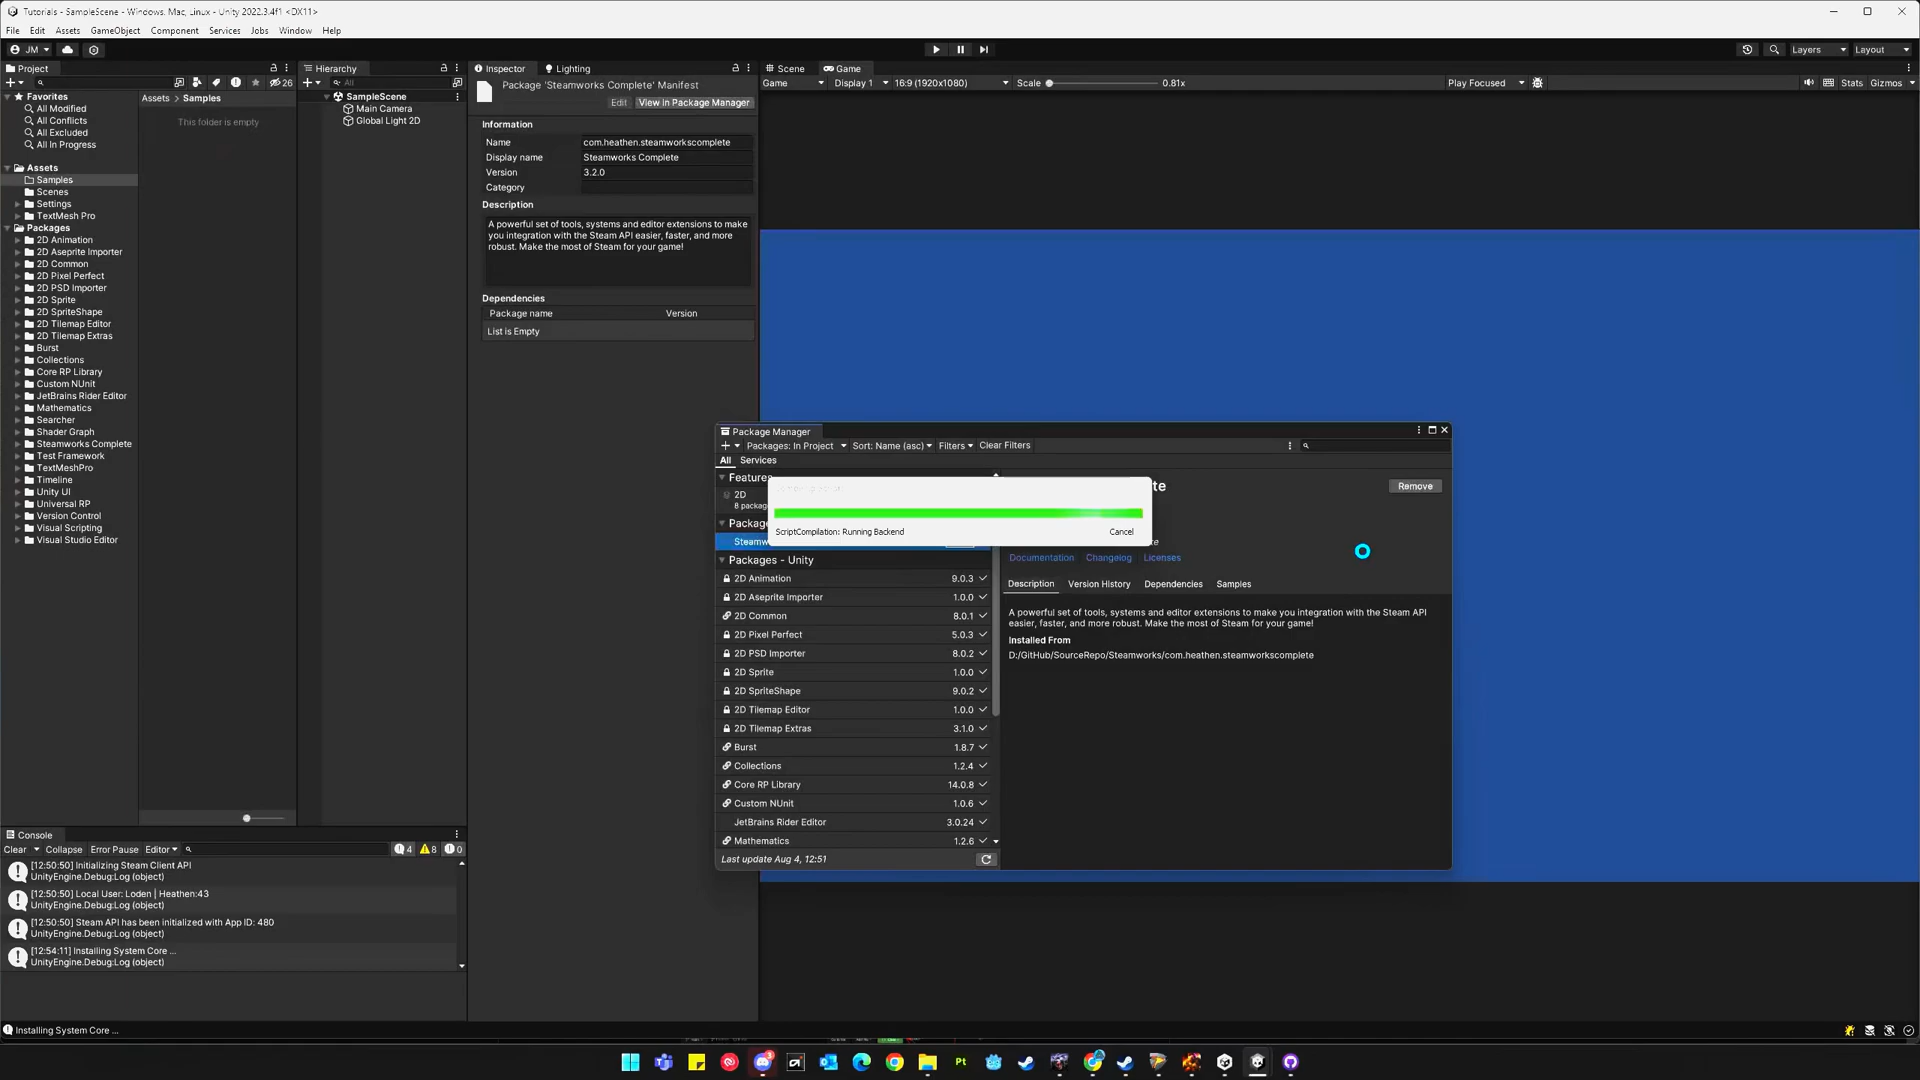 Tutorials - SampleScene - Windows, Mac, Linux - Unity 2022.3.4f1 <DX11>
File Edit Assets GameObject Component Services Jobs Window Help
JM
Layers Layout
Project
26
Favorites
All Modified
All Conflicts
All Excluded
All In Progress
Assets
Samples
Scenes
Settings
TextMesh Pro
Packages
2D Animation
2D Aseprite Importer
2D Common
2D Pixel Perfect
2D PSD Importer
2D Sprite
2D SpriteShape
2D Tilemap Editor
2D Tilemap Extras
Burst
Collections
Core RP Library
Custom NUnit
JetBrains Rider Editor
Mathematics
Searcher
Shader Graph
Steamworks Complete
Test Framework
TextMeshPro
Timeline
Unity UI
Universal RP
Version Control
Visual Scripting
Visual Studio Editor
Assets > Samples
This folder is empty
Hierarchy
All
SampleScene
Main Camera
Global Light 2D
Inspector Lighting
Package 'Steamworks Complete' Manifest
Edit View in Package Manager
Information
Name com.heathen.steamworkscomplete
Display name Steamworks Complete
Version 3.2.0
Category
Description
A powerful set of tools, systems and editor extensions to make
you integration with the Steam API easier, faster, and more
robust. Make the most of Steam for your game!
Dependencies
Package name Version
List is Empty
Scene Game
Game Display 1 16:9 (1920x1080) Scale 0.81x Play Focused Stats Gizmos
Package Manager
Packages: In Project Sort: Name (asc) Filters Clear Filters
All Services
Features
2D
8 packag
Packag
Steamw
Packages - Unity
2D Animation 9.0.3
2D Aseprite Importer 1.0.0
2D Common 8.0.1
2D Pixel Perfect 5.0.3
2D PSD Importer 8.0.2
2D Sprite 1.0.0
2D SpriteShape 9.0.2
2D Tilemap Editor 1.0.0
2D Tilemap Extras 3.1.0
Burst 1.8.7
Collections 1.2.4
Core RP Library 14.0.8
Custom NUnit 1.0.6
JetBrains Rider Editor 3.0.24
Mathematics 1.2.6
Last update Aug 4, 12:51
ScriptCompilation: Running Backend Cancel
te
Remove
te
Documentation Changelog Licenses
Description Version History Dependencies Samples
A powerful set of tools, systems and editor extensions to make you integration with the Steam API
easier, faster, and more robust. Make the most of Steam for your game!
Installed From
D:/GitHub/SourceRepo/Steamworks/com.heathen.steamworkscomplete
Console
Clear Collapse Error Pause Editor
4 8 0
[12:50:50] Initializing Steam Client API
UnityEngine.Debug:Log (object)
[12:50:50] Local User: Loden | Heathen:43
UnityEngine.Debug:Log (object)
[12:50:50] Steam API has been initialized with App ID: 480
UnityEngine.Debug:Log (object)
[12:54:11] Installing System Core ...
UnityEngine.Debug:Log (object)
Installing System Core ...
Pt